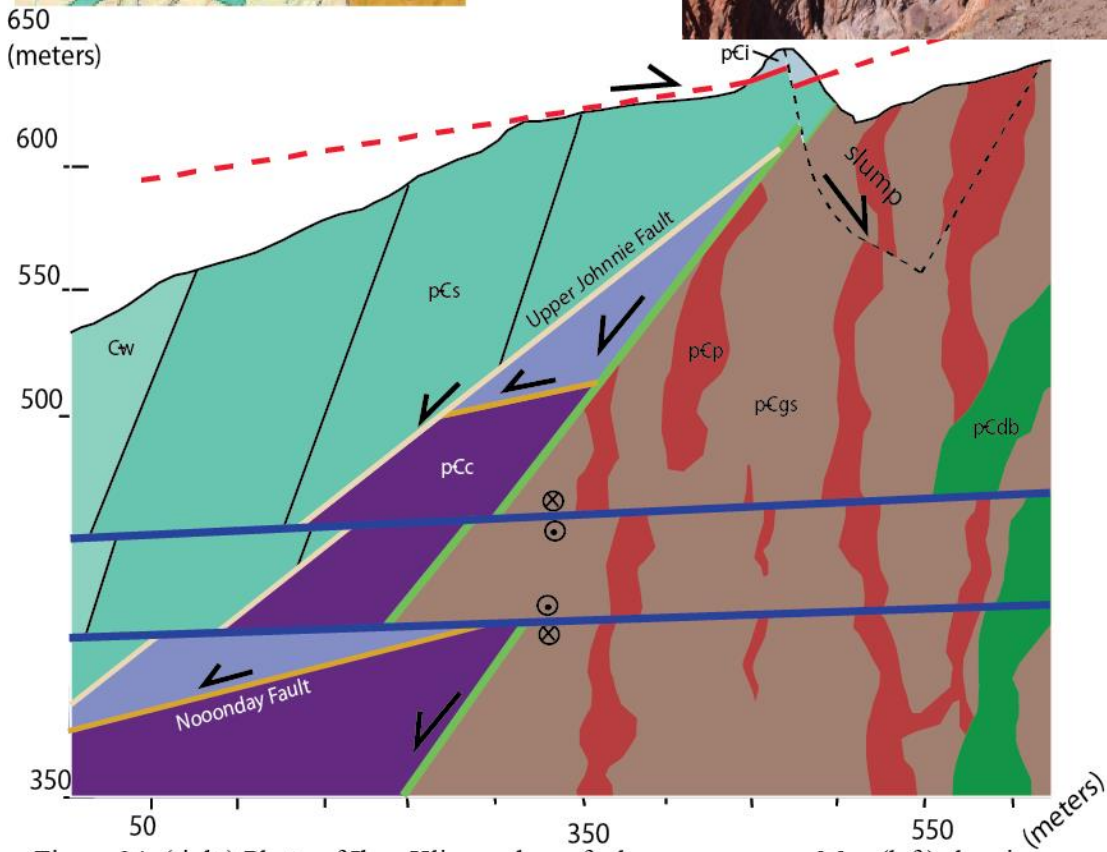 650
(meters)
p€i
600
slump
Upper Johnnie Fault
550
p€s
€w
p€p
p€gs
500
p€db
p€c
Nooonday Fault
350
50
350
550
(meters)